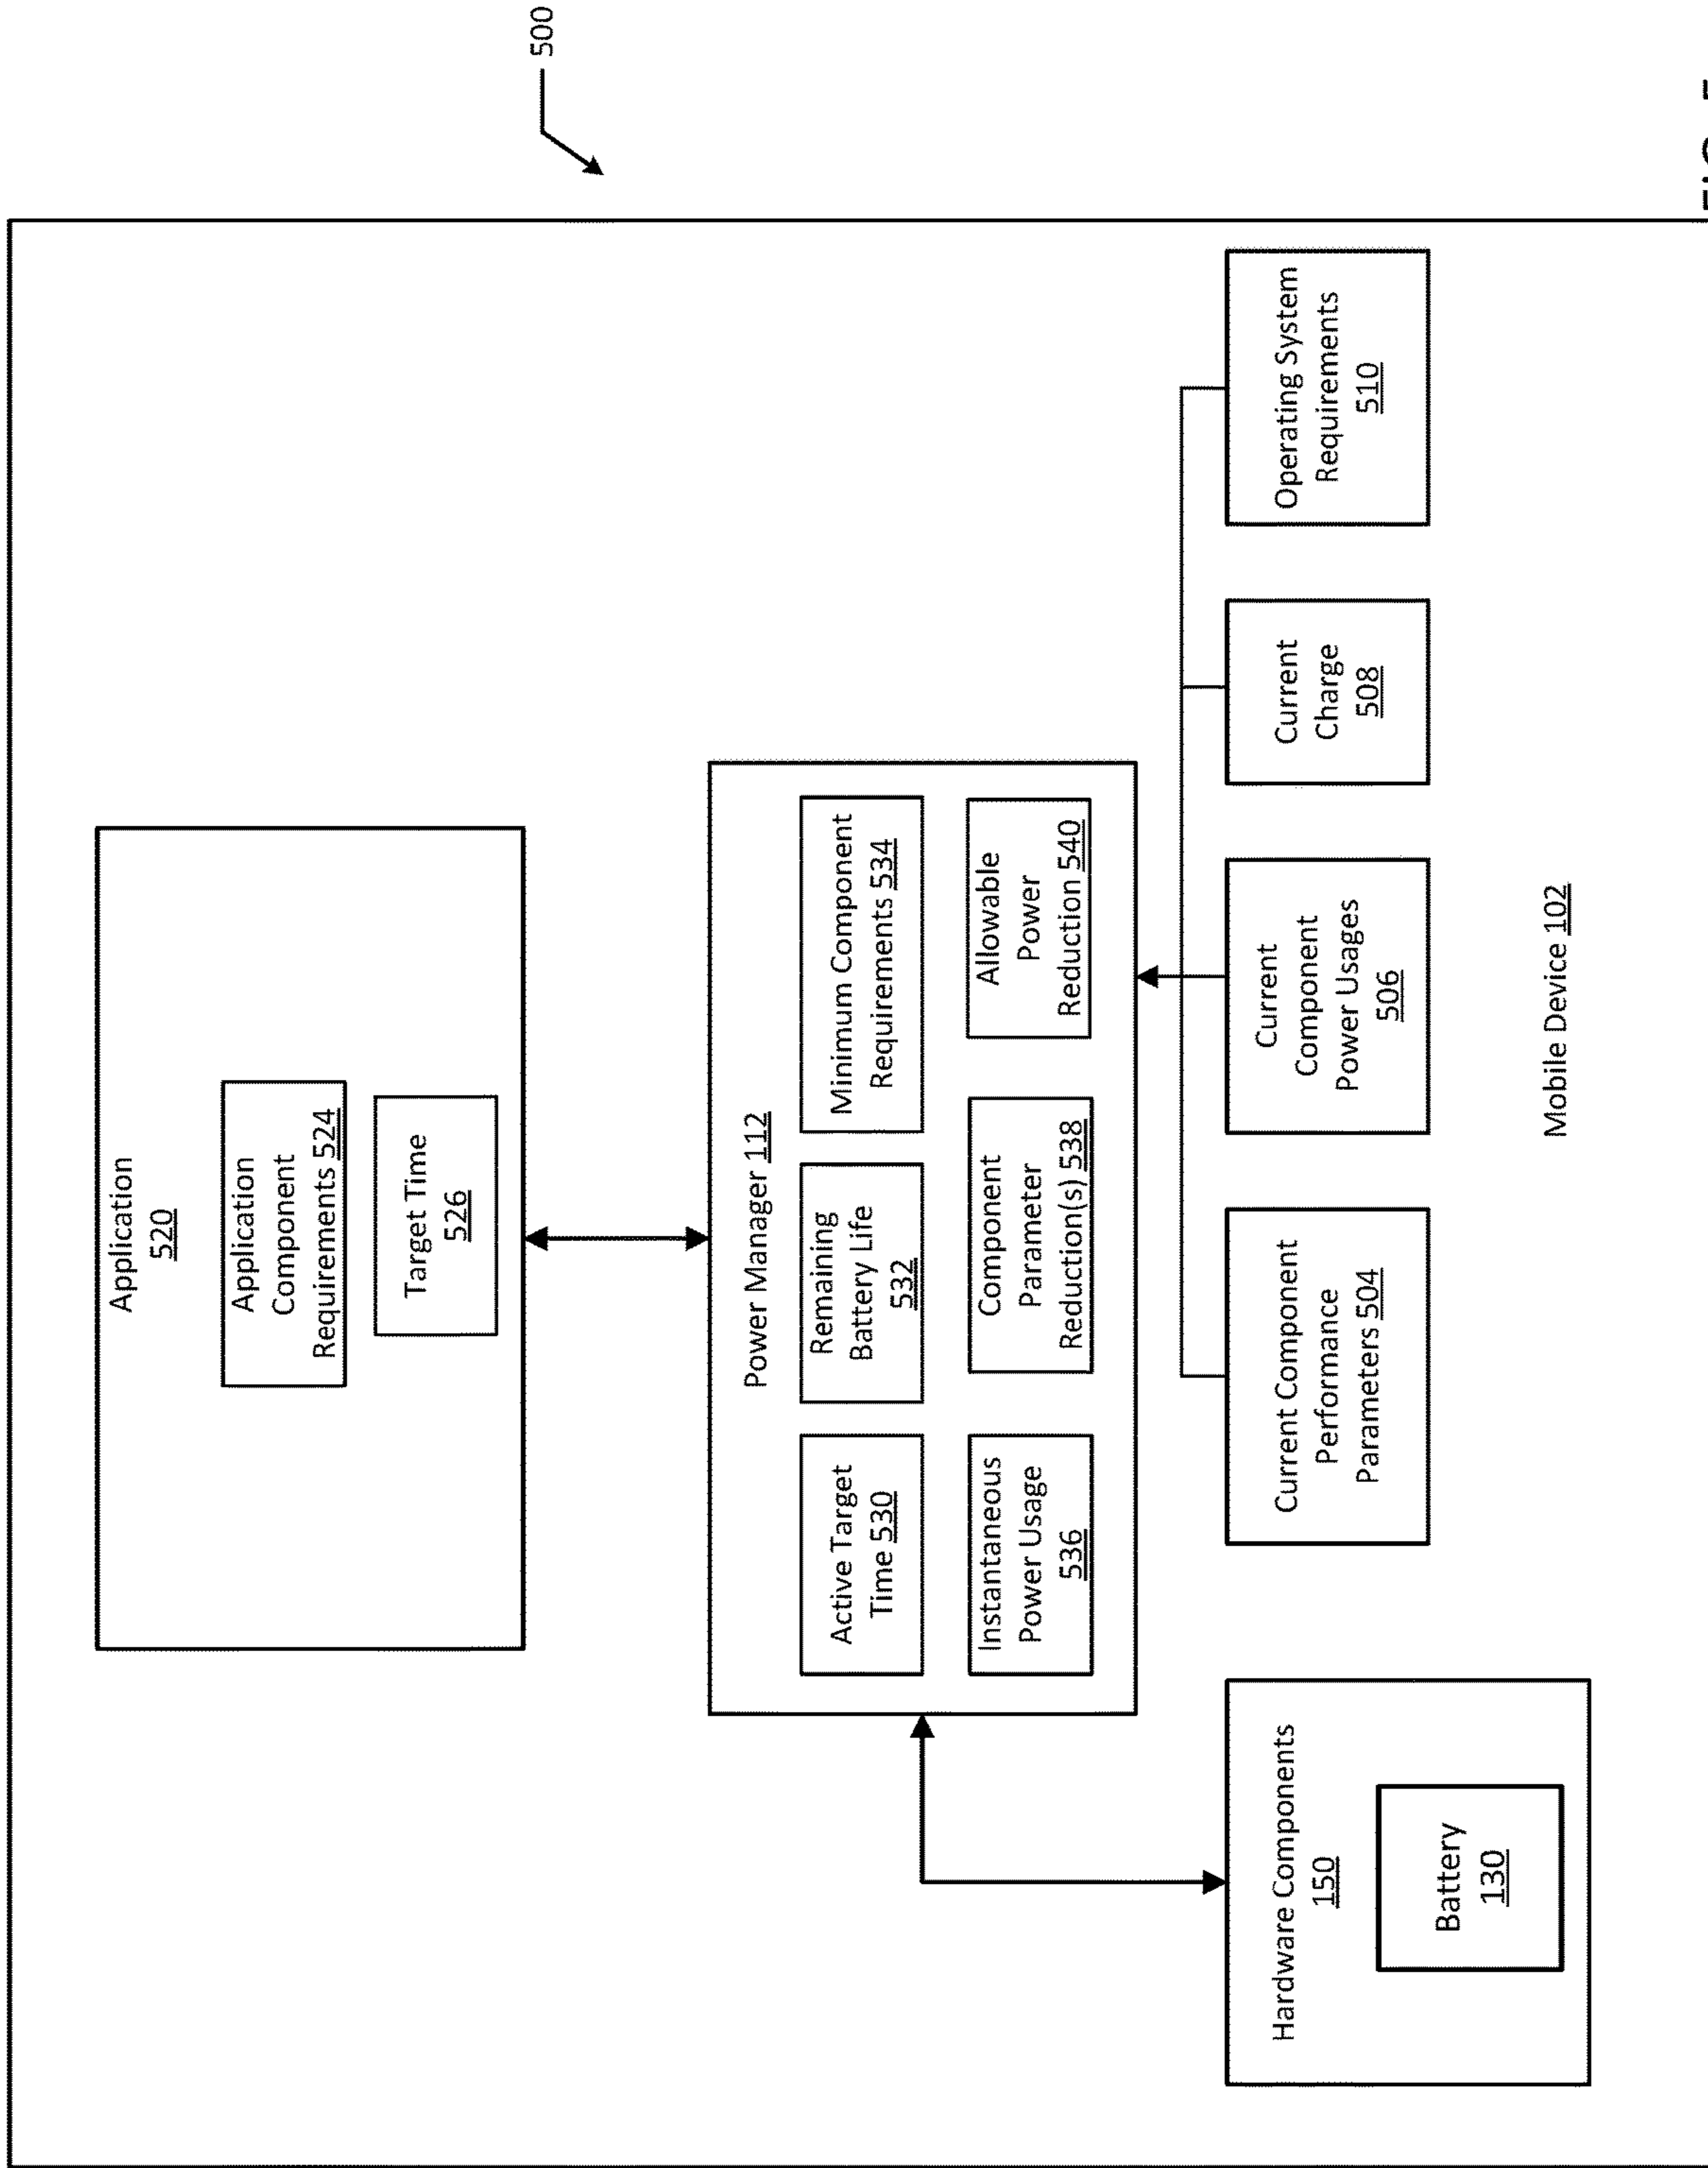 500
Application
520
Application
Component
Requirements 524
Target Time
526
Power Manager 112
Active Target
Time 530
Remaining
Battery Life
532
Minimum Component
Requirements 534
Instantaneous
Power Usage
536
Component
Parameter
Reduction(s) 538
Allowable
Power
Reduction 540
Hardware Components
150
Battery
130
Current Component
Performance
Parameters 504
Current
Component
Power Usages
506
Current
Charge
508
Operating System
Requirements
510
Mobile Device 102